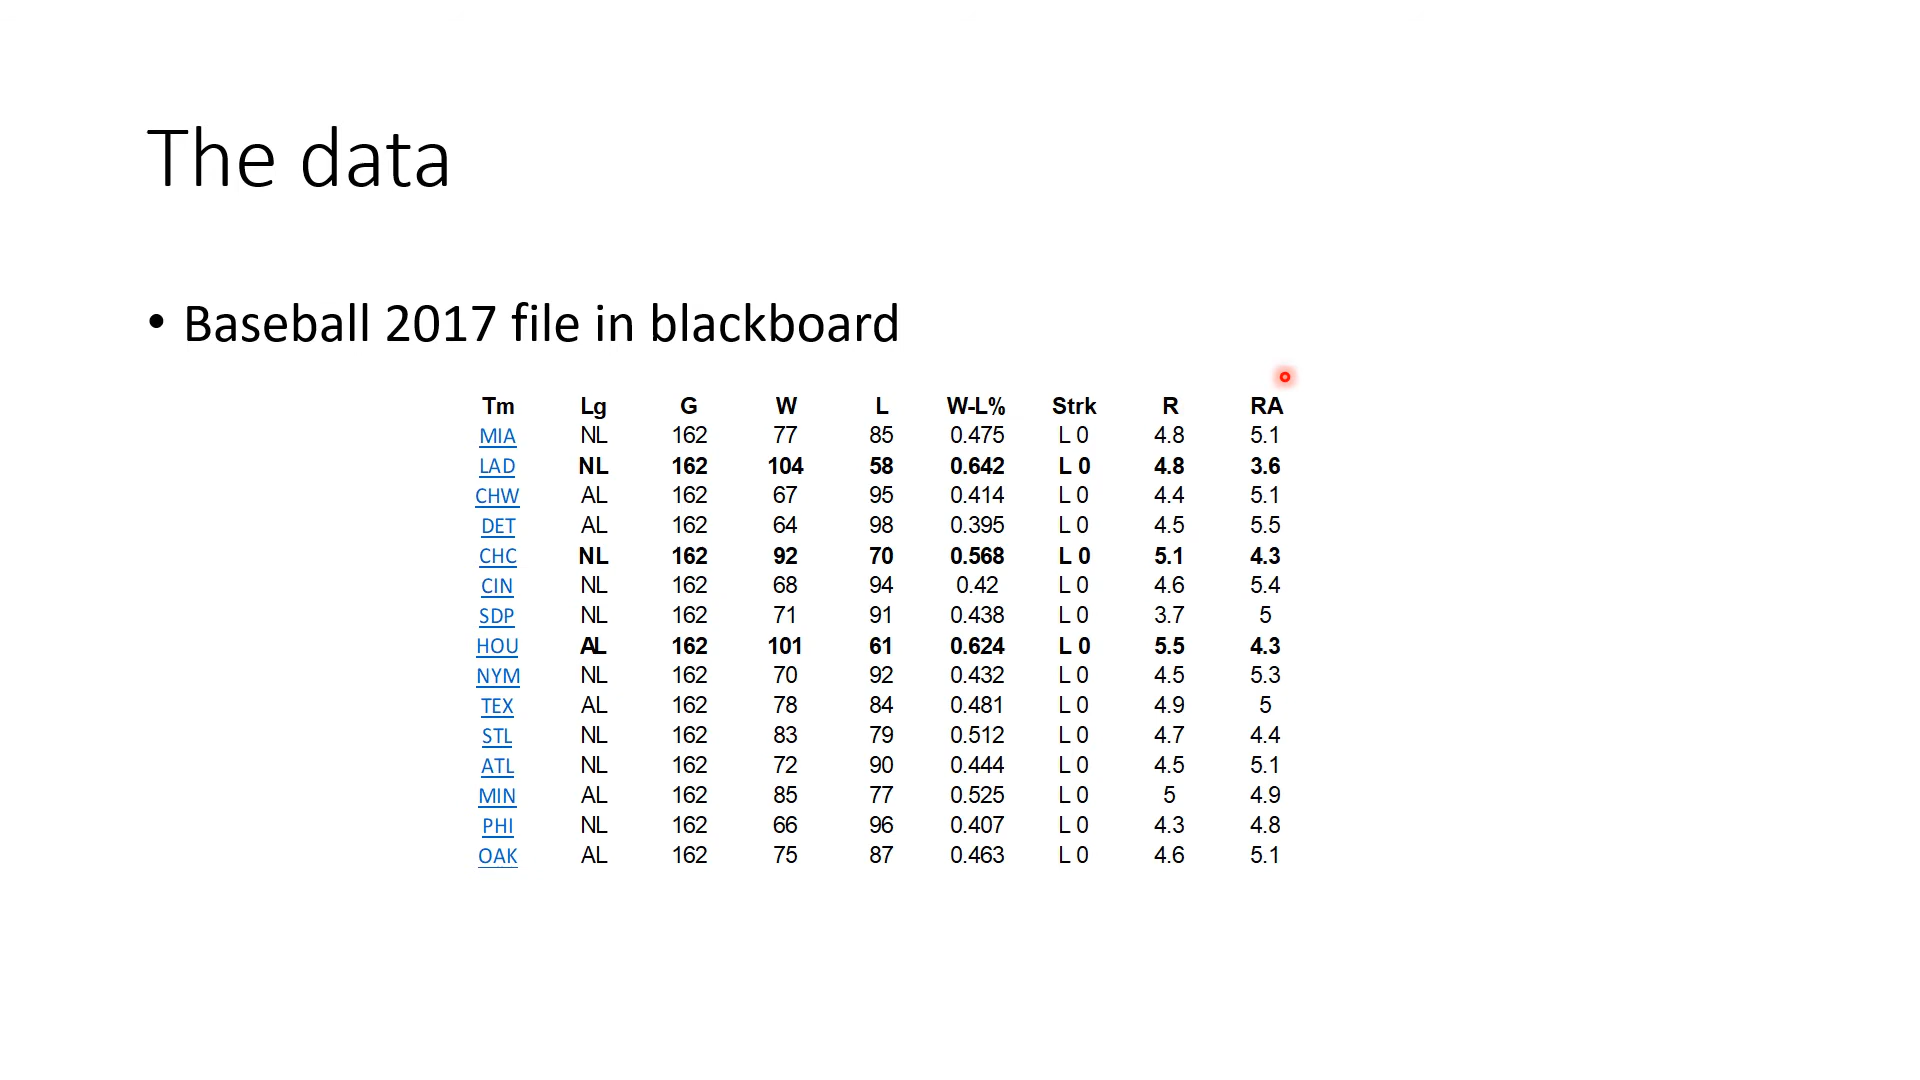 The data
• Baseball 2017 file in blackboard
Tm Lg G W L W-L% Strk R RA
MIA NL 162 77 85 0.475 L 0 4.8 5.1
LAD NL 162 104 58 0.642 L 0 4.8 3.6
CHW AL 162 67 95 0.414 L 0 4.4 5.1
DET AL 162 64 98 0.395 L 0 4.5 5.5
CHC NL 162 92 70 0.568 L 0 5.1 4.3
CIN NL 162 68 94 0.42 L 0 4.6 5.4
SDP NL 162 71 91 0.438 L 0 3.7 5
HOU AL 162 101 61 0.624 L 0 5.5 4.3
NYM NL 162 70 92 0.432 L 0 4.5 5.3
TEX AL 162 78 84 0.481 L 0 4.9 5
STL NL 162 83 79 0.512 L 0 4.7 4.4
ATL NL 162 72 90 0.444 L 0 4.5 5.1
MIN AL 162 85 77 0.525 L 0 5 4.9
PHI NL 162 66 96 0.407 L 0 4.3 4.8
OAK AL 162 75 87 0.463 L 0 4.6 5.1